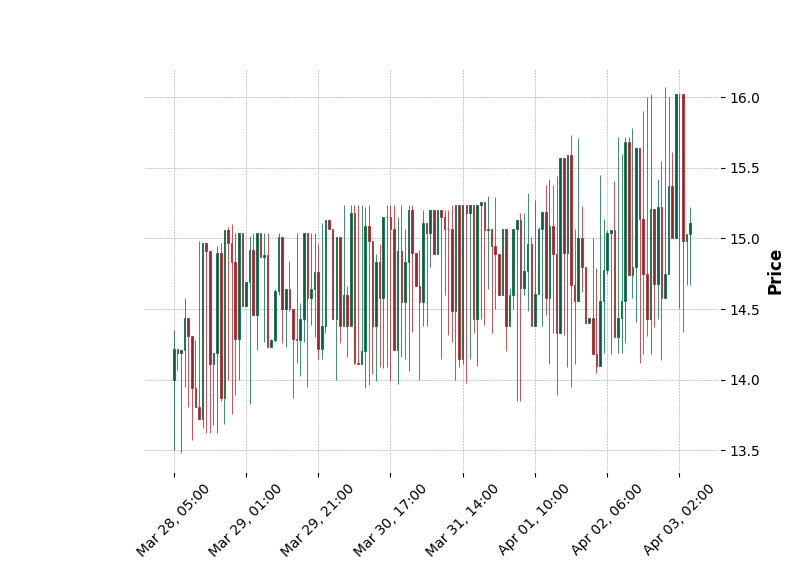 16.0
15.5
15.0
14.5
14.0
13.5
Price
Mar 28, 05:00
Mar 29, 01:00
Mar 29, 21:00
Mar 30, 17:00
Mar 31, 14:00
Apr 01, 10:00
Apr 02, 06:00
Apr 03, 02:00